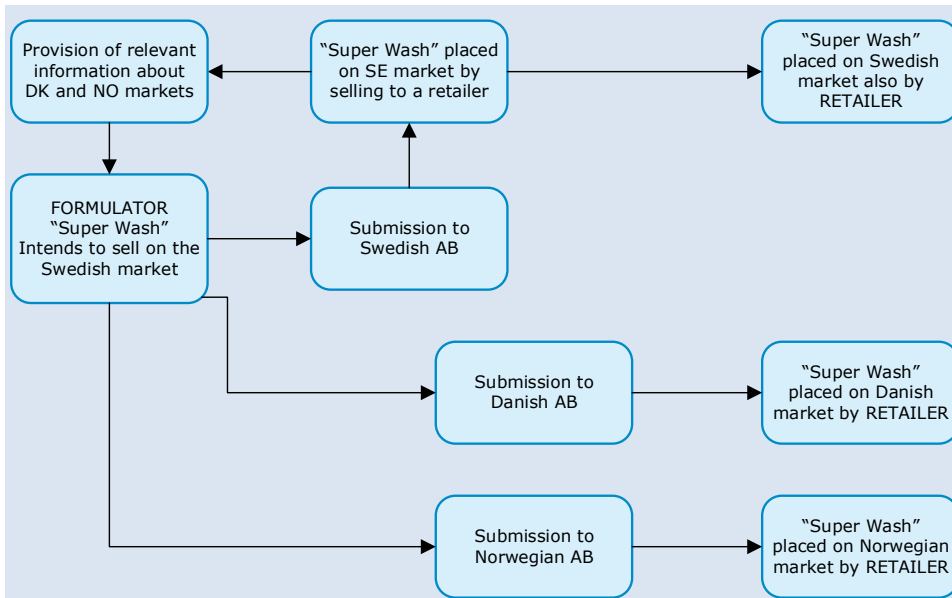 Provision of relevant
information about
DK and NO markets
“Super Wash” placed
on SE market by
selling to a retailer
“Super Wash”
placed on Swedish
market also by
RETAILER
FORMULATOR
“Super Wash”
Intends to sell on the
Swedish market
Submission to
Swedish AB
Submission to
Danish AB
“Super Wash”
placed on Danish
market by RETAILER
Submission to
Norwegian AB
“Super Wash”
placed on Norwegian
market by RETAILER